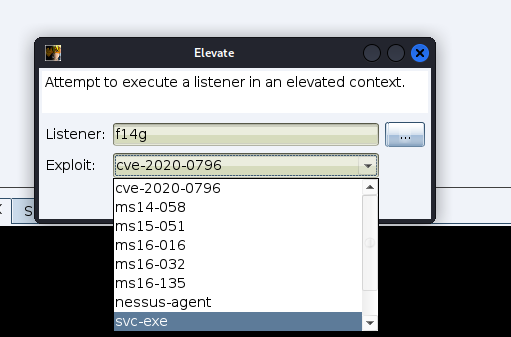 Elevate
Attempt to execute a listener in an elevated context.
Listener: f14g ...
Exploit: cve-2020-0796
cve-2020-0796
ms14-058
ms15-051
ms16-016
ms16-032
ms16-135
nessus-agent
svc-exe